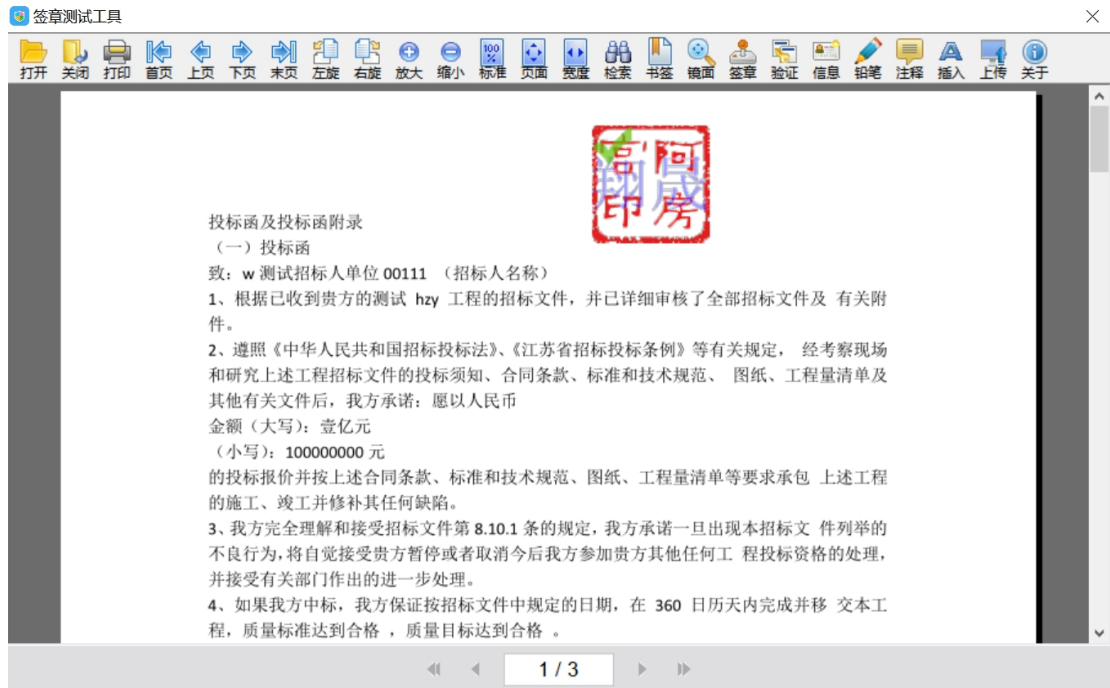 签章测试工具
打开 关闭 打印 首页 上页 下页 末页 左旋 右旋 放大 缩小 标准 页面 宽度 检索 书签 镜面 签章 验证 信息 铅笔 注释 插入 上传 关于
投标函及投标函附录
（一）投标函
致：w 测试招标人单位 00111 （招标人名称）
1、根据已收到贵方的测试 hzy 工程的招标文件，并已详细审核了全部招标文件及 有关附
件。
2、遵照《中华人民共和国招标投标法》、《江苏省招标投标条例》等有关规定， 经考察现场
和研究上述工程招标文件的投标须知、合同条款、标准和技术规范、 图纸、工程量清单及
其他有关文件后，我方承诺：愿以人民币
金额（大写）：壹亿元
（小写）：100000000 元
的投标报价并按上述合同条款、标准和技术规范、图纸、工程量清单等要求承包 上述工程
的施工、竣工并修补其任何缺陷。
3、我方完全理解和接受招标文件第 8.10.1 条的规定，我方承诺一旦出现本招标文 件列举的
不良行为，将自觉接受贵方暂停或者取消今后我方参加贵方其他任何工 程投标资格的处理，
并接受有关部门作出的进一步处理。
4、如果我方中标，我方保证按招标文件中规定的日期，在 360 日历天内完成并移 交本工
程，质量标准达到合格 ，质量目标达到合格 。
1 / 3